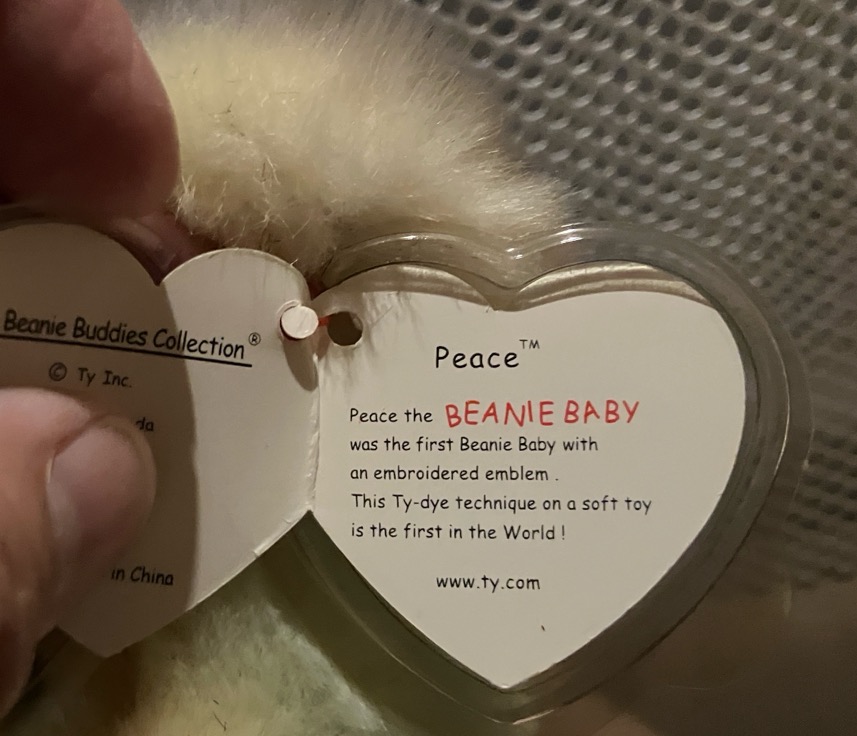 Beanie Buddies Collection®
© Ty Inc.
in China
Peace™
Peace the BEANIE BABY
was the first Beanie Baby with
an embroidered emblem .
This Ty-dye technique on a soft toy
is the first in the World !
www.ty.com